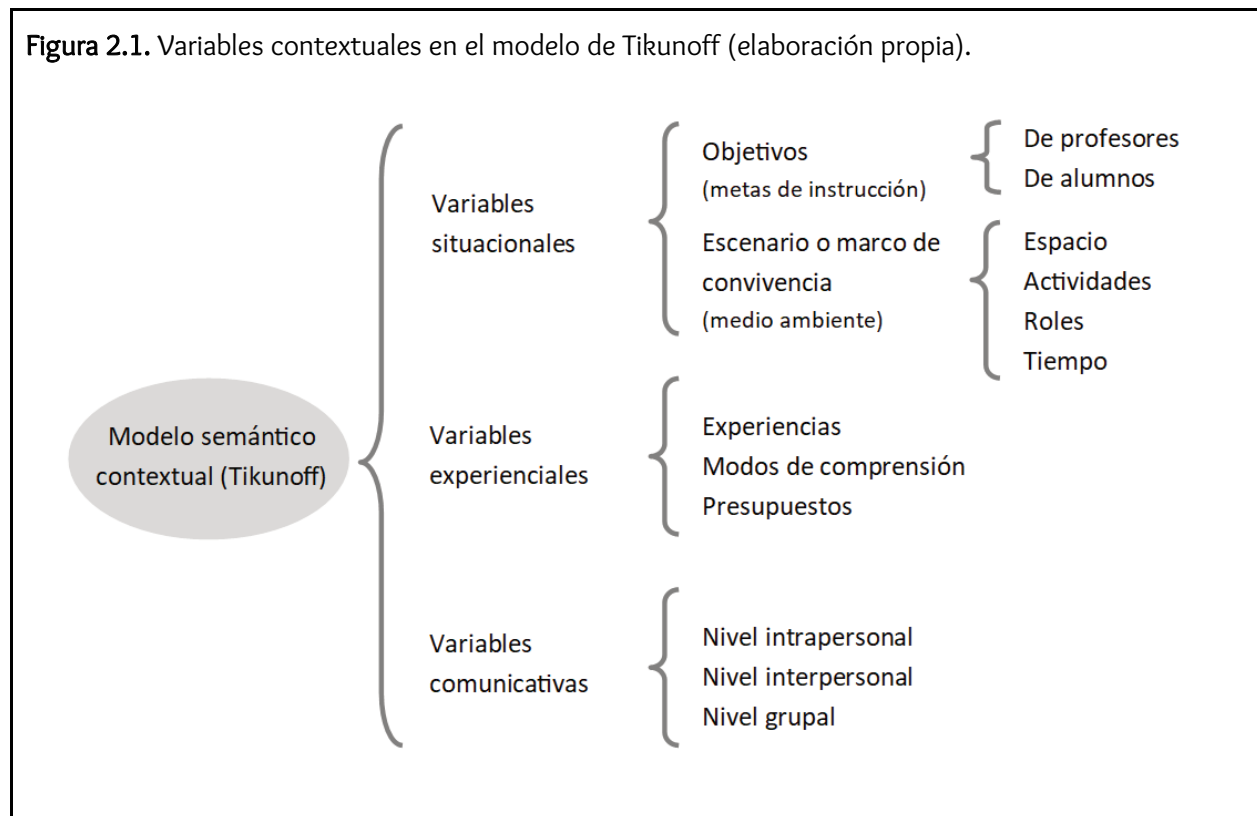 Figura 2.1. Variables contextuales en el modelo de Tikunoff (elaboración propia).
Modelo semántico
contextual (Tikunoff)
Variables
situacionales
Objetivos
(metas de instrucción)
De profesores
De alumnos
Escenario o marco de
convivencia
(medio ambiente)
Espacio
Actividades
Roles
Tiempo
Variables
experienciales
Experiencias
Modos de comprensión
Presupuestos
Variables
comunicativas
Nivel intrapersonal
Nivel interpersonal
Nivel grupal